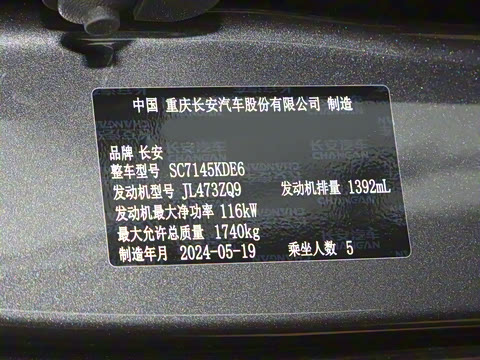 中国 重庆长安汽车股份有限公司 制造
品牌 长安
整车型号 SC7145KDE6
发动机型号 JL473ZQ9 发动机排量 1392mL
发动机最大净功率 116kW
最大允许总质量 1740kg
制造年月 2024-05-19 乘坐人数 5